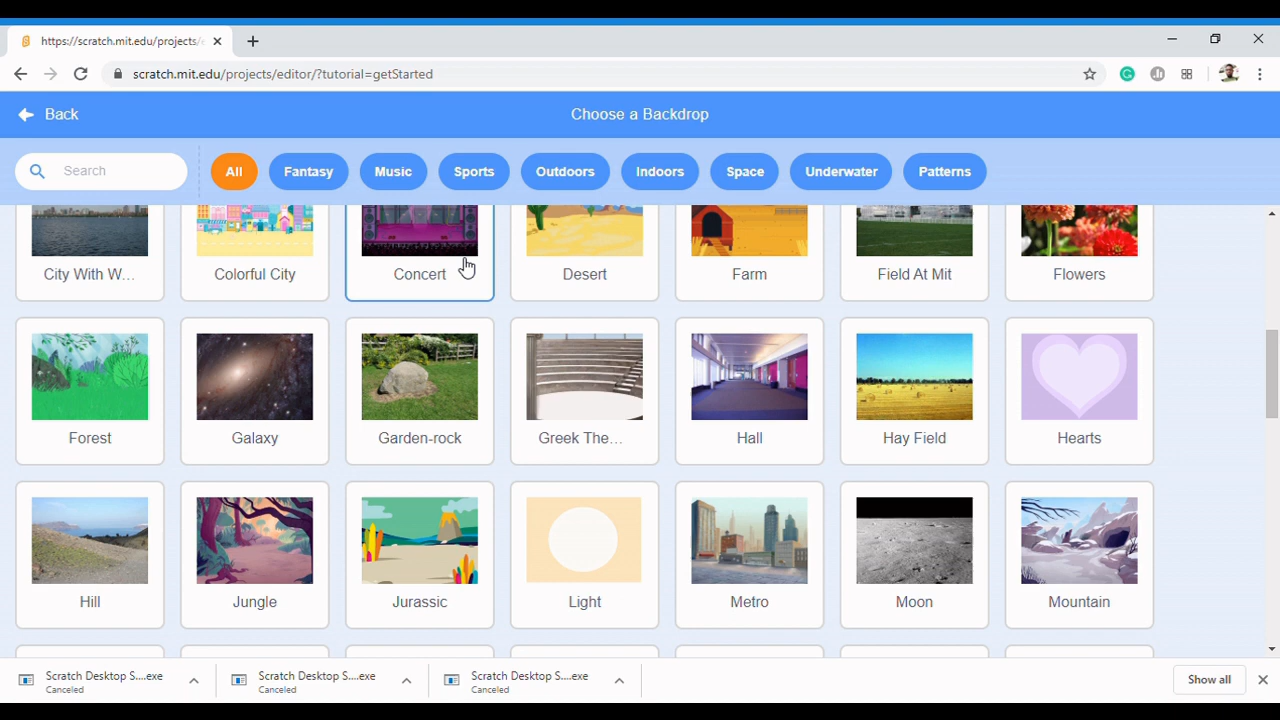 https://scratch.mit.edu/projects/e
scratch.mit.edu/projects/editor/?tutorial=getStarted
Back
Choose a Backdrop
Search
All
Fantasy
Music
Sports
Outdoors
Indoors
Space
Underwater
Patterns
City With W...
Colorful City
Concert
Desert
Farm
Field At Mit
Flowers
Forest
Galaxy
Garden-rock
Greek The...
Hall
Hay Field
Hearts
Hill
Jungle
Jurassic
Light
Metro
Moon
Mountain
Scratch Desktop S....exe
Canceled
Scratch Desktop S....exe
Canceled
Scratch Desktop S....exe
Canceled
Show all